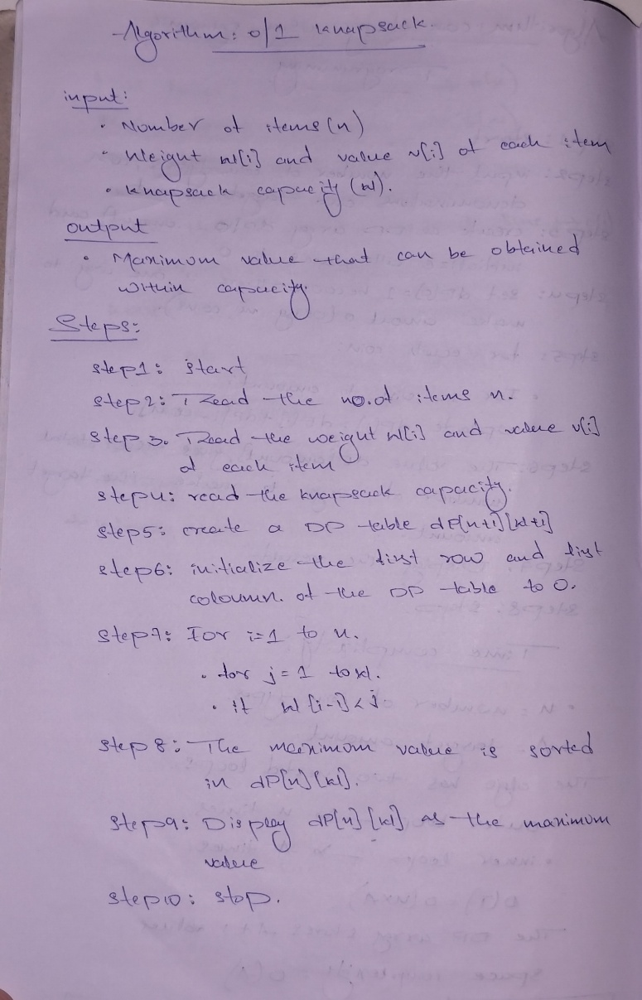 Algorithm: 0/1 knapsack.
input:
• Number of items (n)
• Weight W[i] and value v[i] of each item
• knapsack capacity (W).
output
• Maximum value that can be obtained
within capacity.
Steps:
step1: start
step2: Read the no.of items n.
step 3. Read the weight W[i] and value v[i]
of each item
step4: read the knapsack capacity.
step5: create a DP table dP[n+1][W+1]
step6: initialize the first row and first
coloumn. of the DP table to 0.
step7: For i=1 to n.
• for j = 1 to W.
• if W[i-1] < j.
step 8: The maximum value is sorted
in dP[n][W].
step9: Display dP[n][W] as the maximum
value
step10: stop.